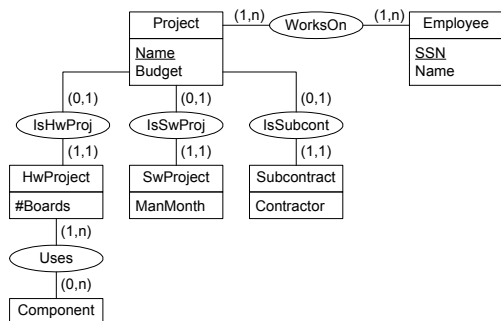 Project (1,n) WorksOn (1,n) Employee
Name SSN
Budget Name
(0,1) (0,1) (0,1)
IsHwProj IsSwProj IsSubcont
(1,1) (1,1) (1,1)
HwProject SwProject Subcontract
#Boards ManMonth Contractor
(1,n)
Uses
(0,n)
Component